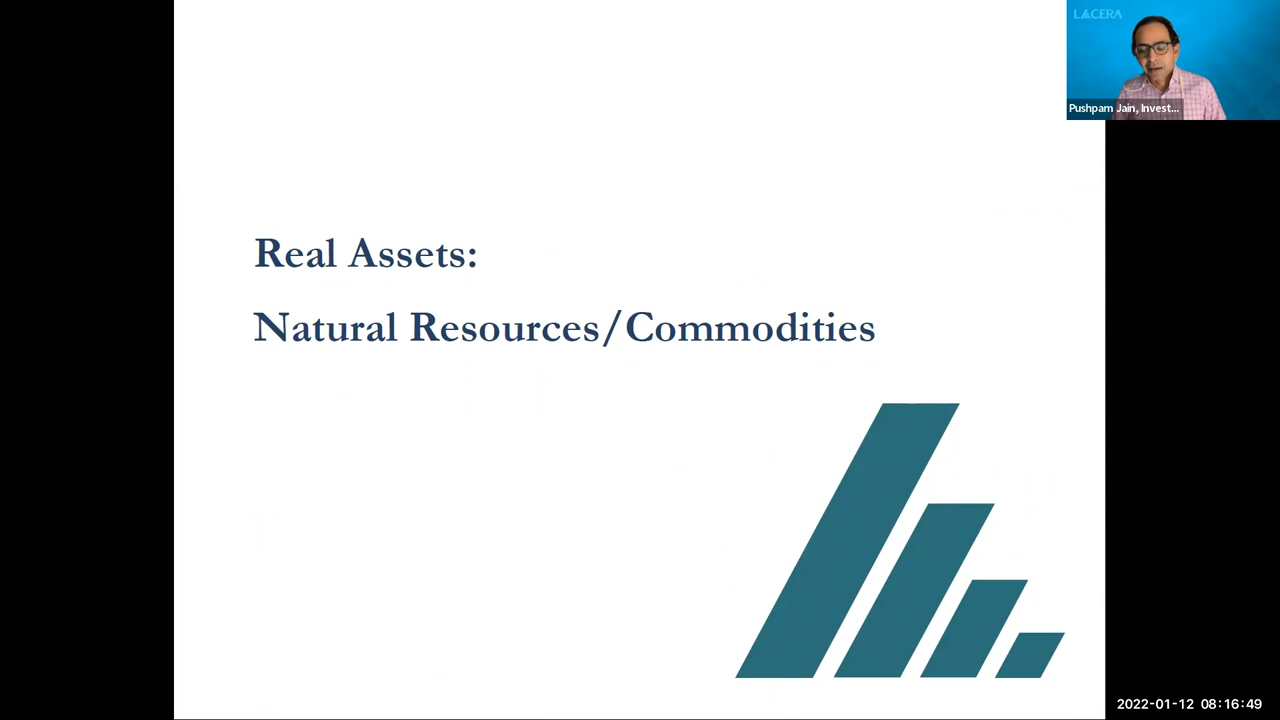 LACERA
Pushpam Jain, Invest...
Real Assets:
Natural Resources/Commodities
2022-01-12 08:16:49